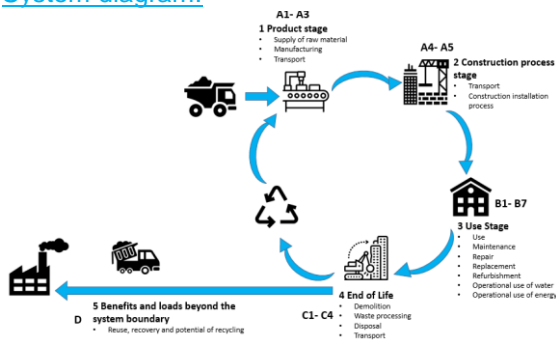 System diagram:
A1- A3
1 Product stage
• Supply of raw material
• Manufacturing
• Transport
A4- A5
2 Construction process
stage
• Transport
• Construction installation
process
B1- B7
3 Use Stage
• Use
• Maintenance
• Repair
• Replacement
• Refurbishment
• Operational use of water
• Operational use of energy
C1- C4
4 End of Life
• Demolition
• Waste processing
• Disposal
• Transport
D
5 Benefits and loads beyond the
system boundary
• Reuse, recovery and potential of recycling